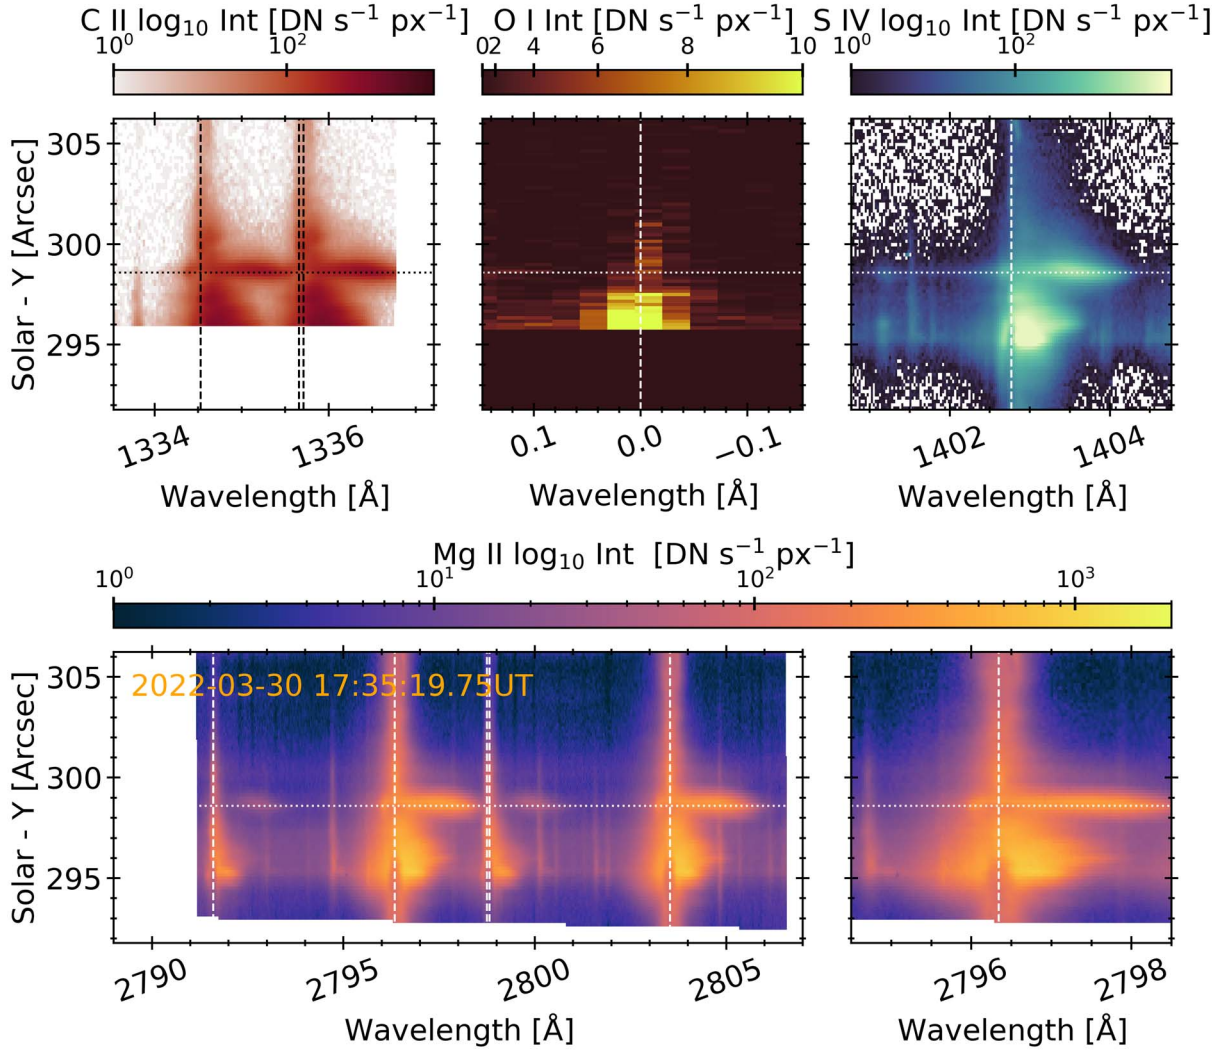 C II log₁₀ Int [DN s⁻¹ px⁻¹] O I Int [DN s⁻¹ px⁻¹] S IV log₁₀ Int [DN s⁻¹ px⁻¹]
10⁰ 10² 0 2 4 6 8 10 10⁰ 10²
Solar - Y [Arcsec]
305
300
295
1334 1336 0.1 0.0 −0.1 1402 1404
Wavelength [Å] Wavelength [Å] Wavelength [Å]
Mg II log₁₀ Int [DN s⁻¹ px⁻¹]
10⁰ 10¹ 10² 10³
Solar - Y [Arcsec]
305
2022-03-30 17:35:19.75UT
300
295
2790 2795 2800 2805 2796 2798
Wavelength [Å] Wavelength [Å]